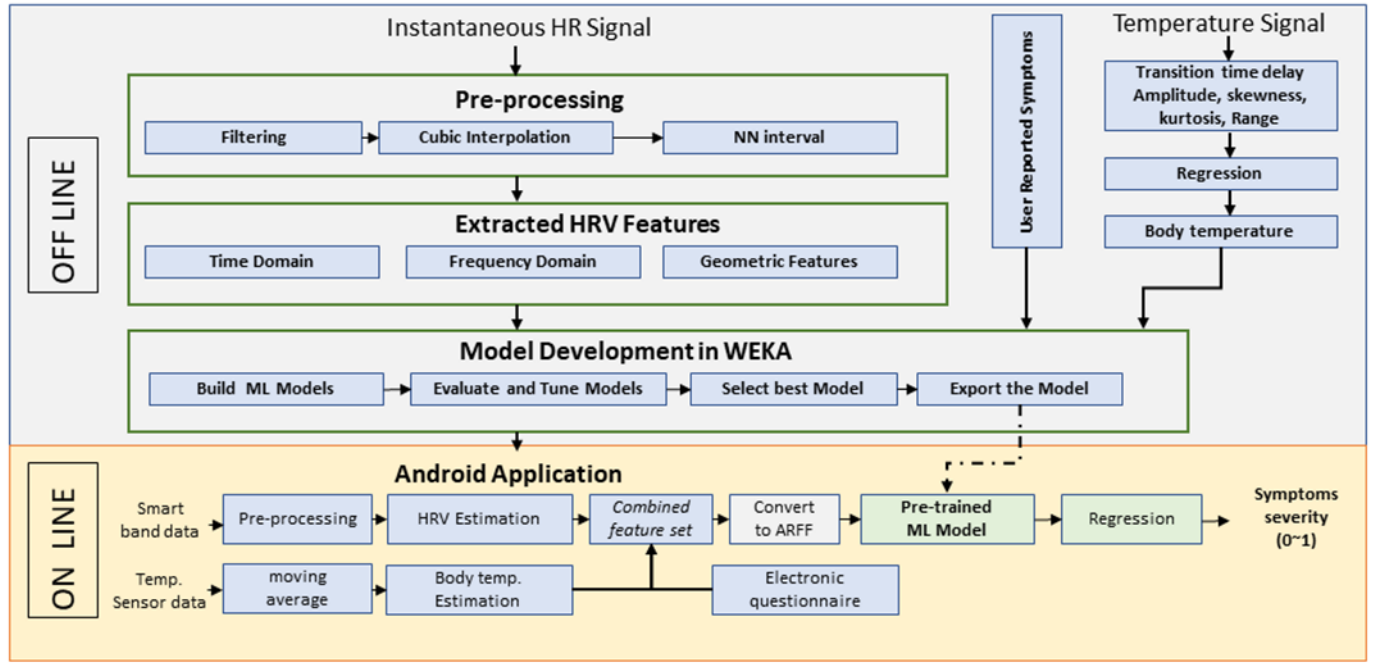 Instantaneous HR Signal
Pre-processing
Filtering
Cubic Interpolation
NN interval
User Reported Symptoms
Temperature Signal
Transition time delay
Amplitude, skewness,
kurtosis, Range
Regression
Body temperature
OFF LINE
Extracted HRV Features
Time Domain
Frequency Domain
Geometric Features
Model Development in WEKA
Build ML Models
Evaluate and Tune Models
Select best Model
Export the Model
ON LINE
Android Application
Smart
band data
Pre-processing
HRV Estimation
Combined
feature set
Convert
to ARFF
Pre-trained
ML Model
Regression
Symptoms
severity
(0~1)
Temp.
Sensor data
moving
average
Body temp.
Estimation
Electronic
questionnaire